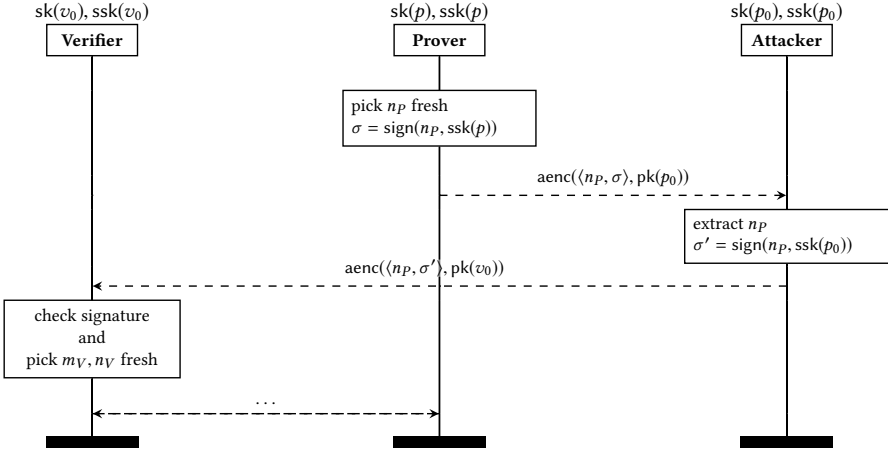 sk(v₀), ssk(v₀)
sk(p), ssk(p)
sk(p₀), ssk(p₀)
Verifier
Prover
Attacker
pick n_P fresh
σ = sign(n_P, ssk(p))
aenc(⟨n_P, σ⟩, pk(p₀))
extract n_P
σ′ = sign(n_P, ssk(p₀))
aenc(⟨n_P, σ′⟩, pk(v₀))
check signature
and
pick m_V, n_V fresh
...